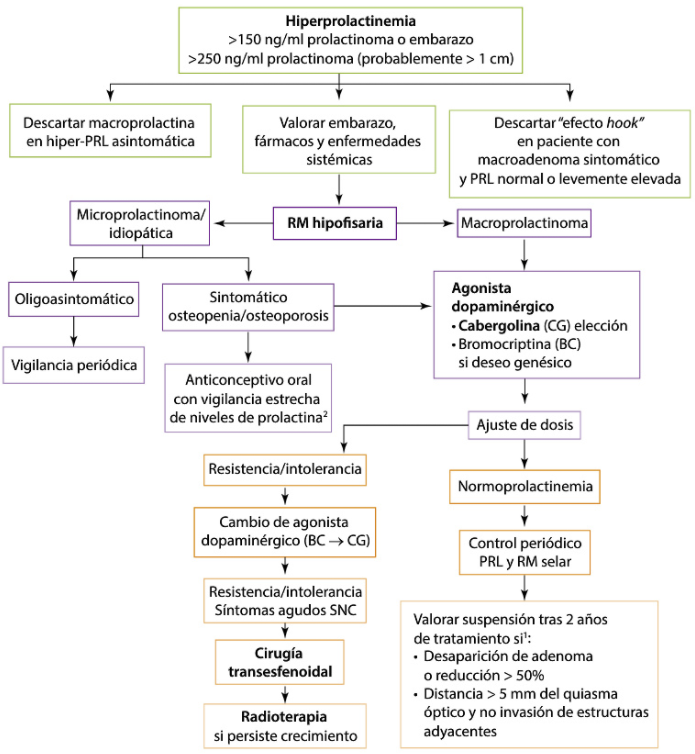 Hiperprolactinemia
>150 ng/ml prolactinoma o embarazo
>250 ng/ml prolactinoma (probablemente > 1 cm)
Descartar macroprolactina
en hiper-PRL asintomática
Valorar embarazo,
fármacos y enfermedades
sistémicas
Descartar “efecto hook”
en paciente con
macroadenoma sintomático
y PRL normal o levemente elevada
Microprolactinoma/
idiopática
RM hipofisaria
Macroprolactinoma
Oligoasintomático
Sintomático
osteopenia/osteoporosis
Agonista
dopaminérgico
• Cabergolina (CG) elección
• Bromocriptina (BC)
si deseo genésico
Vigilancia periódica
Anticonceptivo oral
con vigilancia estrecha
de niveles de prolactina²
Ajuste de dosis
Resistencia/intolerancia
Normoprolactinemia
Cambio de agonista
dopaminérgico (BC → CG)
Control periódico
PRL y RM selar
Resistencia/intolerancia
Síntomas agudos SNC
Valorar suspensión tras 2 años
de tratamiento si¹:
• Desaparición de adenoma
o reducción > 50%
• Distancia > 5 mm del quiasma
óptico y no invasión de estructuras
adyacentes
Cirugía
transesfenoidal
Radioterapia
si persiste crecimiento